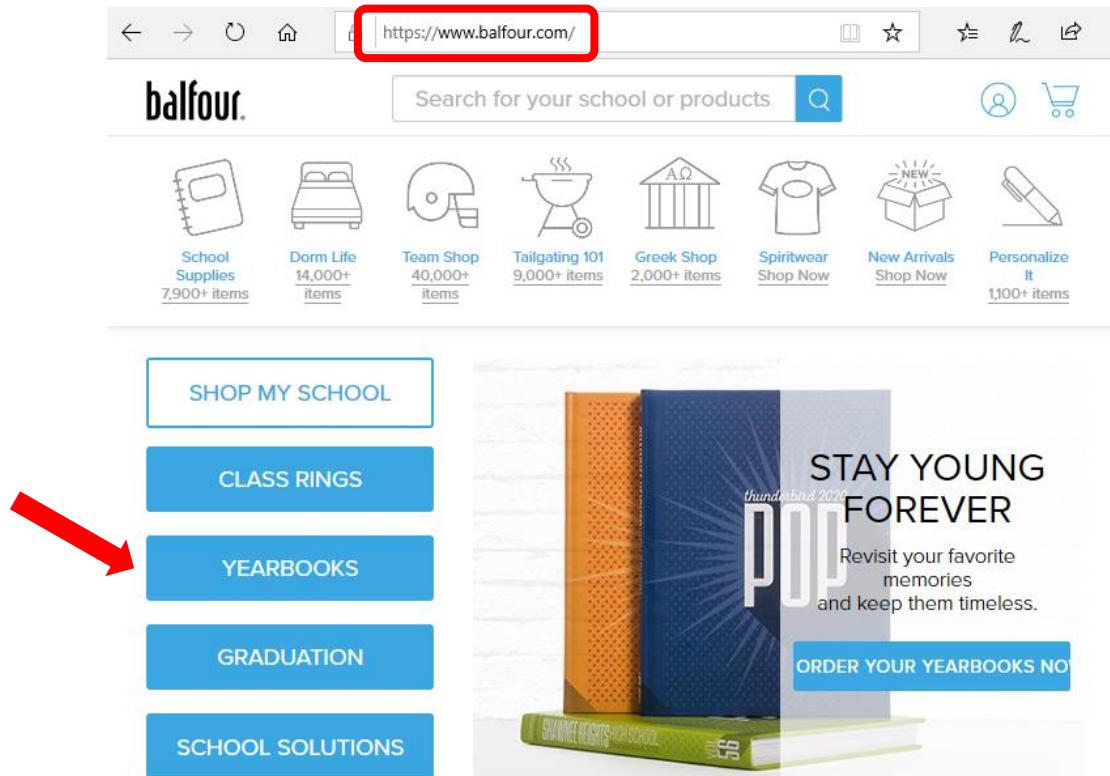 https://www.balfour.com/
balfour.
Search for your school or products
ΑΩ
NEW
School
Supplies
7,900+ items
Dorm Life
14,000+
items
Team Shop
40,000+
items
Tailgating 101
9,000+ items
Greek Shop
2,000+ items
Spiritwear
Shop Now
New Arrivals
Shop Now
Personalize
It
1,100+ items
SHOP MY SCHOOL
CLASS RINGS
YEARBOOKS
GRADUATION
SCHOOL SOLUTIONS
thunderbird 2020
POP
SHAWNEE HEIGHTS HIGH SCHOOL
STAY YOUNG
FOREVER
Revisit your favorite
memories
and keep them timeless.
ORDER YOUR YEARBOOKS NO